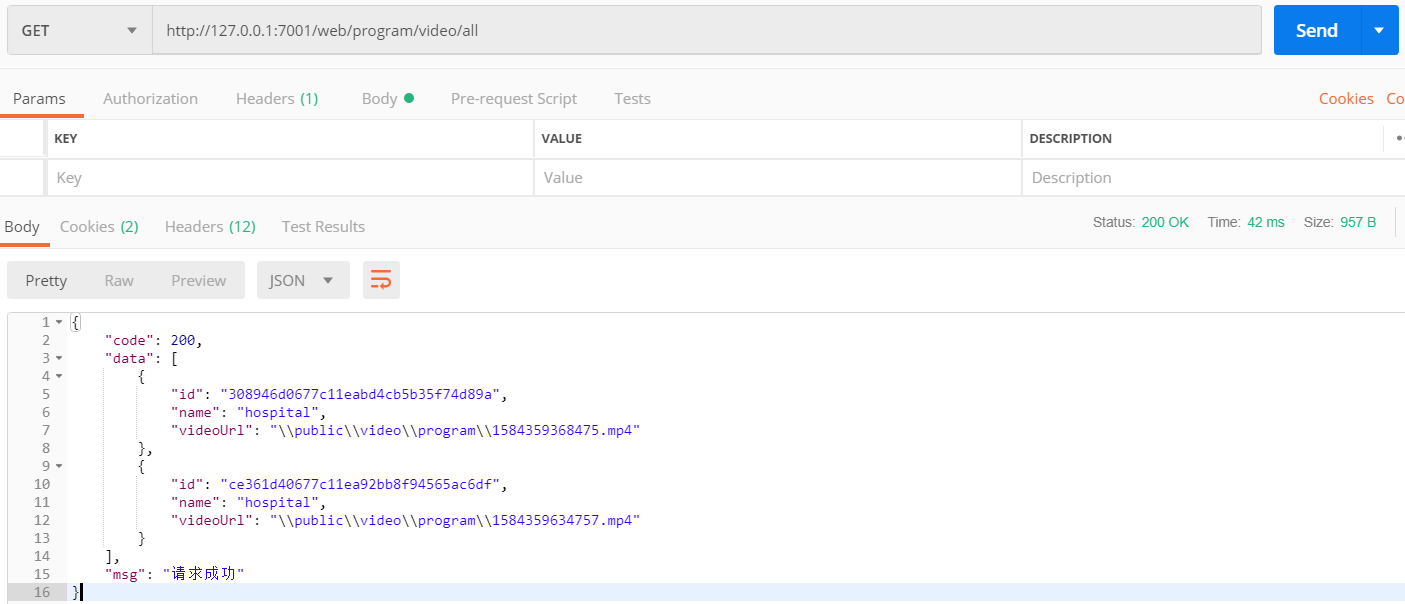 GET http://127.0.0.1:7001/web/program/video/all Send
Params Authorization Headers (1) Body Pre-request Script Tests Cookies Co
KEY VALUE DESCRIPTION
Key Value Description
Body Cookies (2) Headers (12) Test Results Status: 200 OK Time: 42 ms Size: 957 B
Pretty Raw Preview JSON
1 {
2 "code": 200,
3 "data": [
4 {
5 "id": "308946d0677c11eabd4cb5b35f74d89a",
6 "name": "hospital",
7 "videoUrl": "\\public\\video\\program\\1584359368475.mp4"
8 },
9 {
10 "id": "ce361d40677c11ea92bb8f94565ac6df",
11 "name": "hospital",
12 "videoUrl": "\\public\\video\\program\\1584359634757.mp4"
13 }
14 ],
15 "msg": "请求成功"
16 }